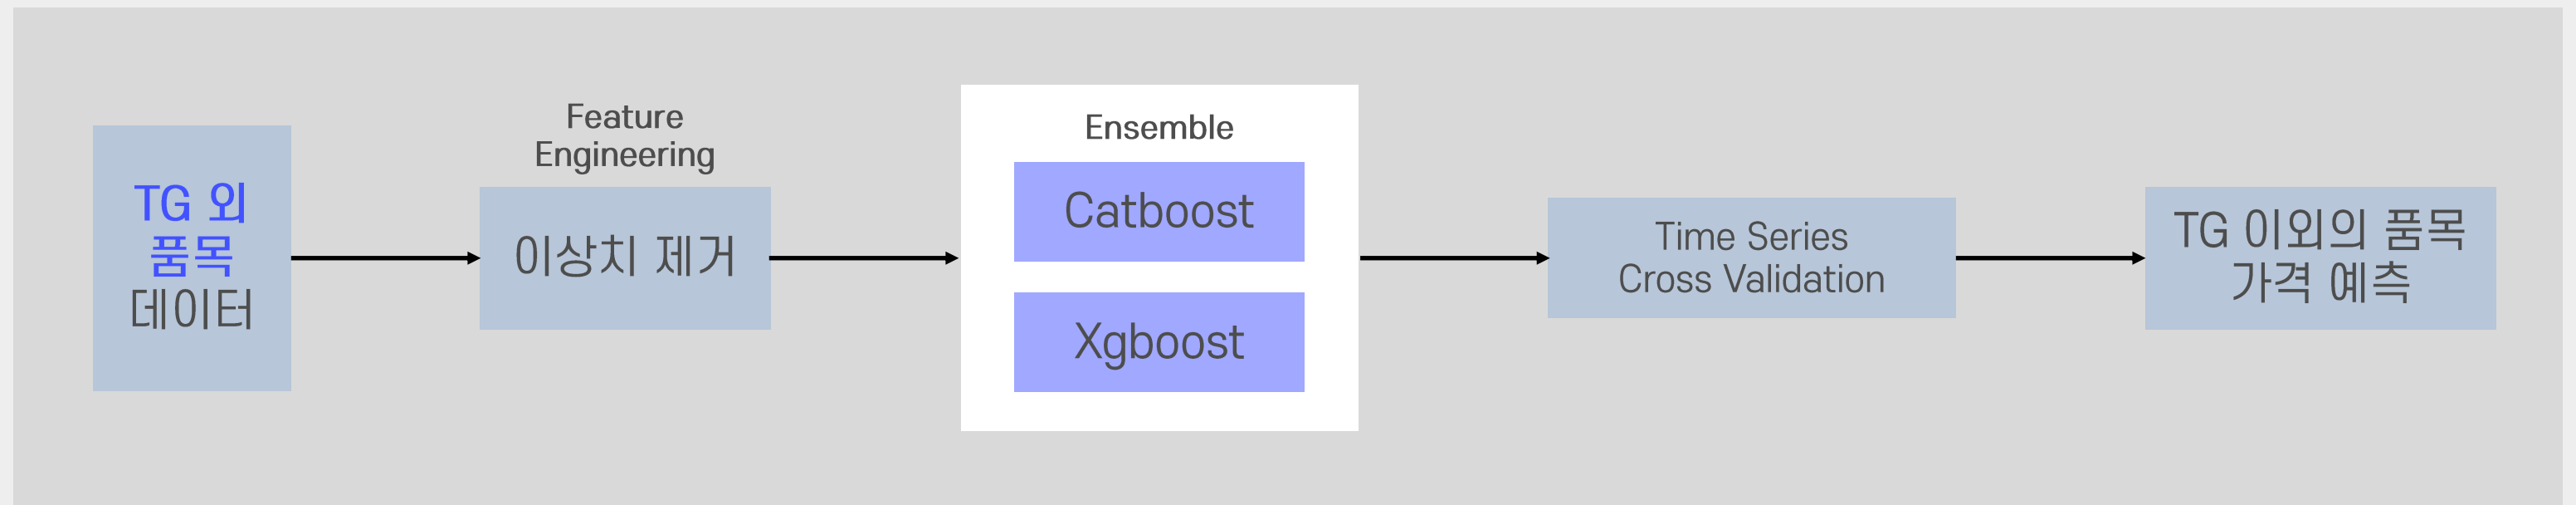 TG 외
품목
데이터
Feature
Engineering
이상치 제거
Ensemble
Catboost
Xgboost
Time Series
Cross Validation
TG 이외의 품목
가격 예측